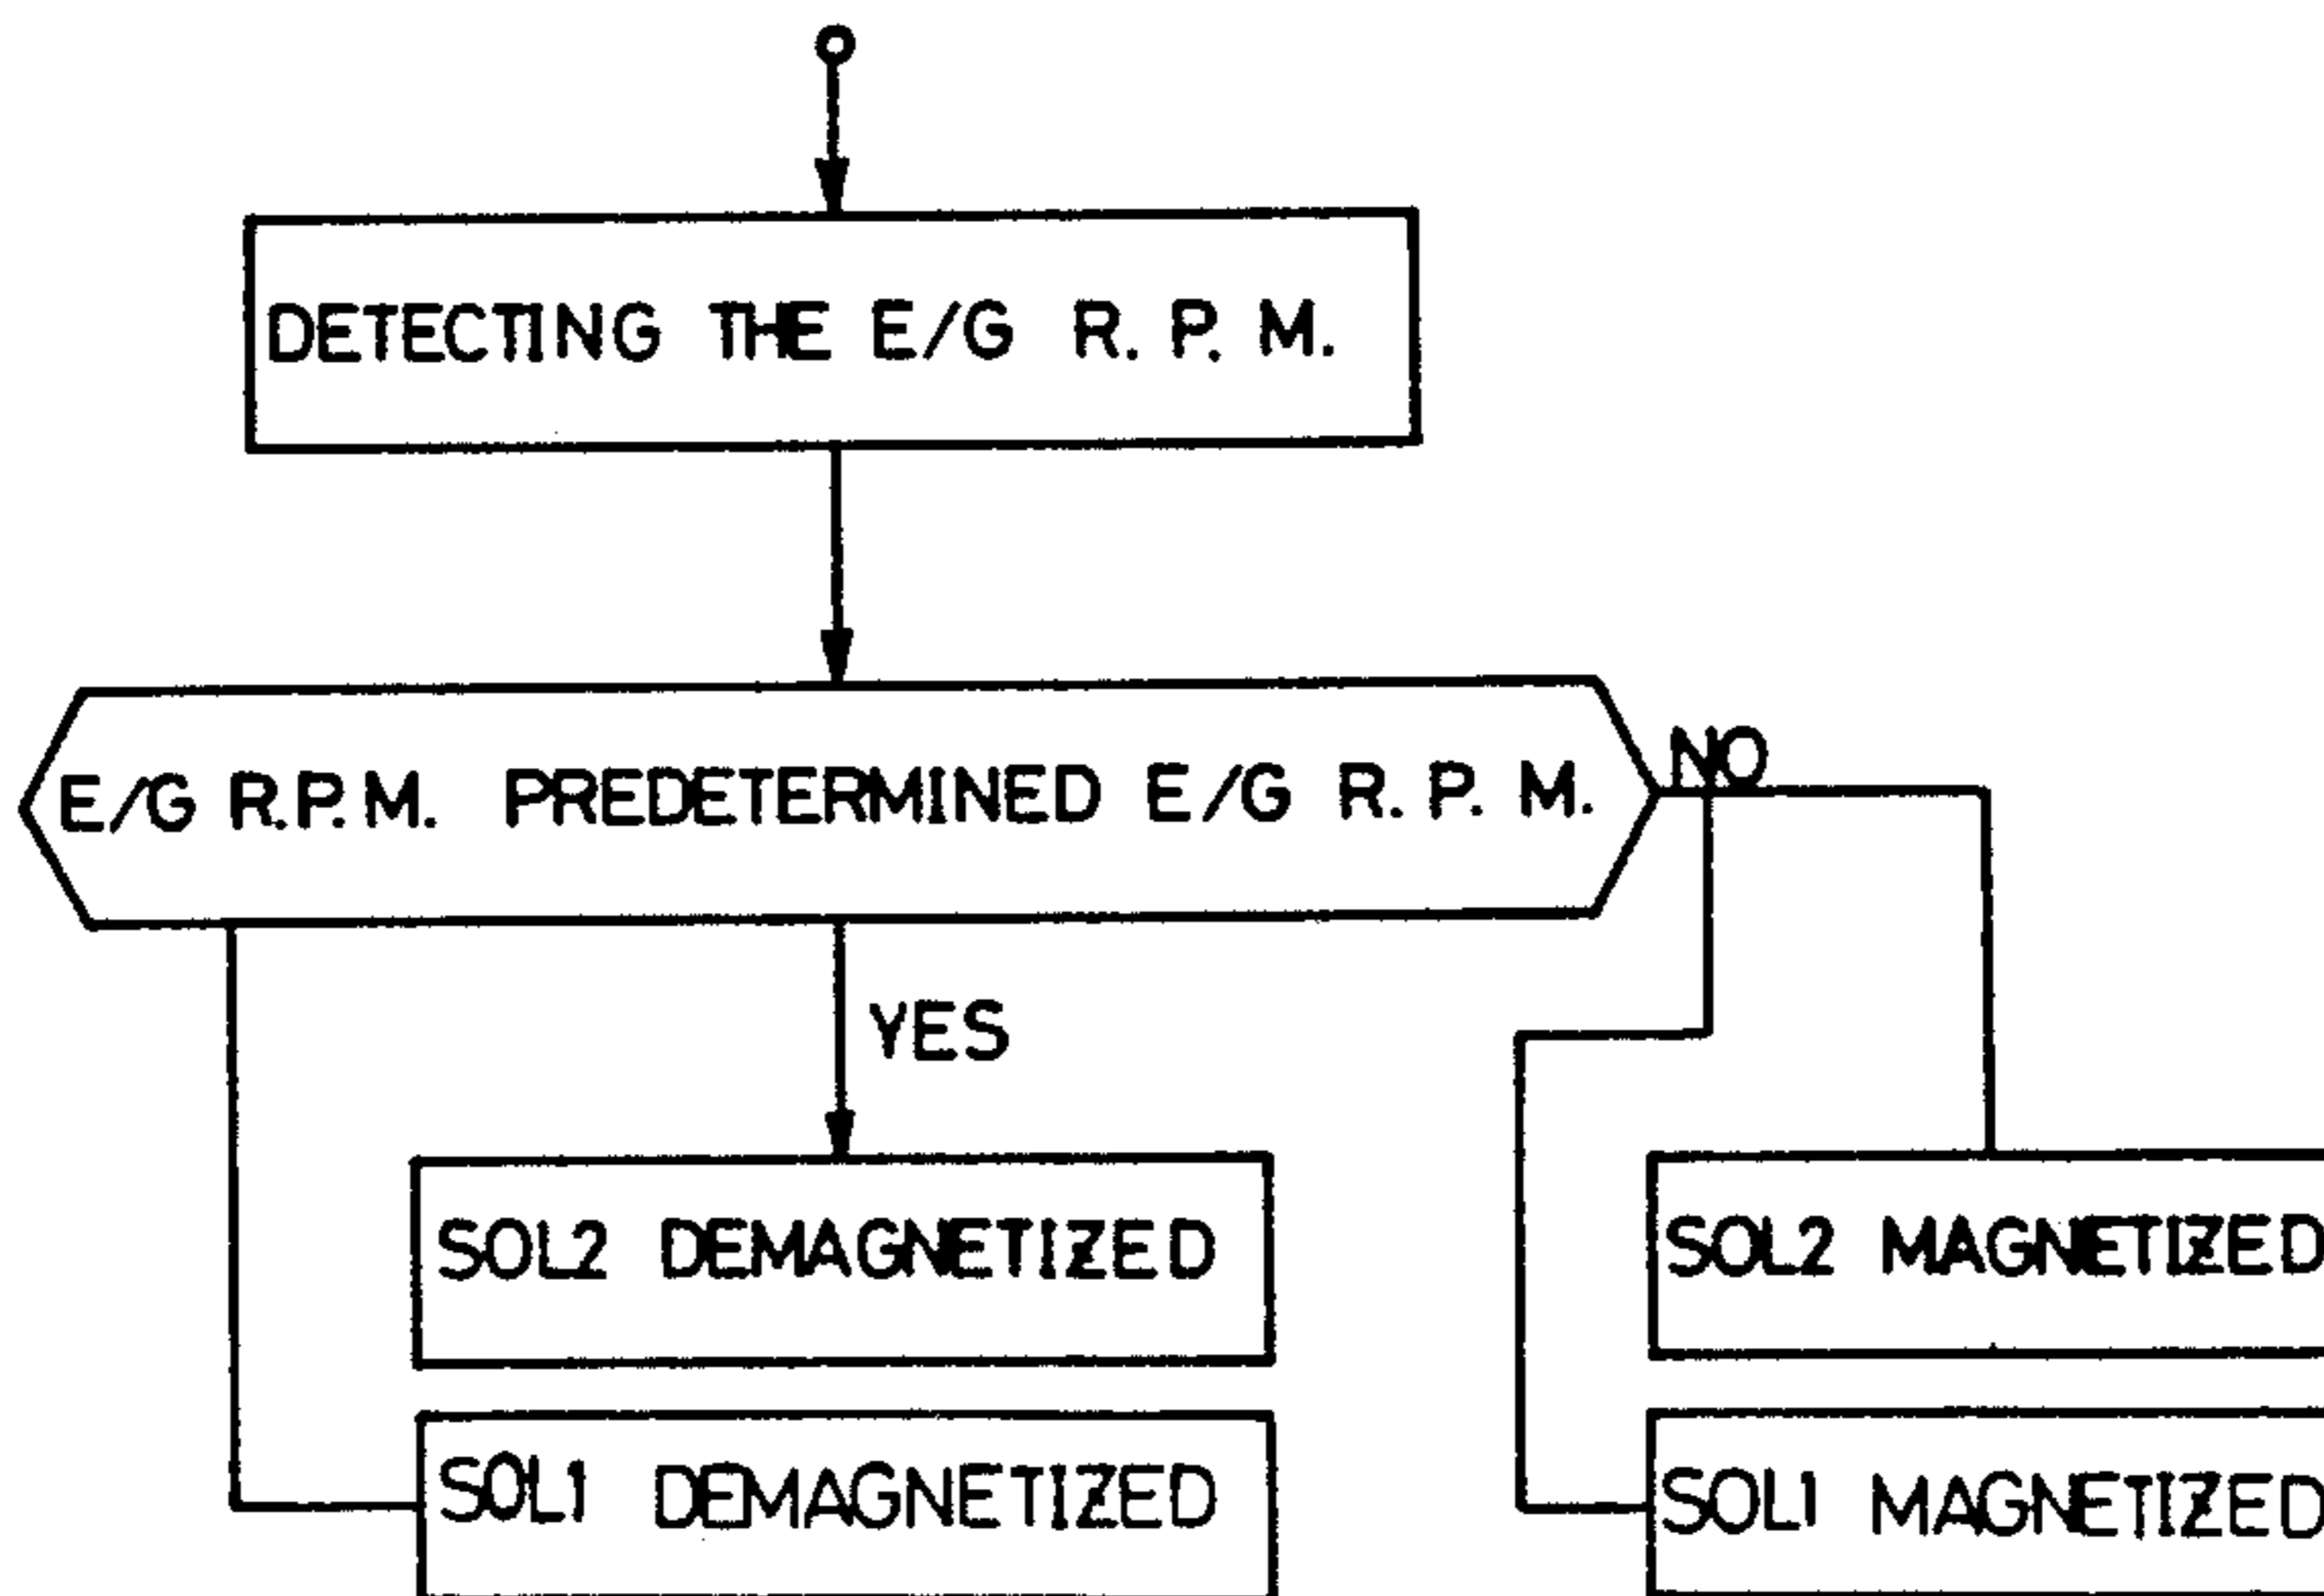 DETECTING THE E/G R. P. M.
E/G R.P.M. PREDETERMINED E/G R. P. M.
NO
YES
SOL2 DEMAGNETIZED
SOL2 MAGNETIZED
SOL1 DEMAGNETIZED
SOL1 MAGNETIZED